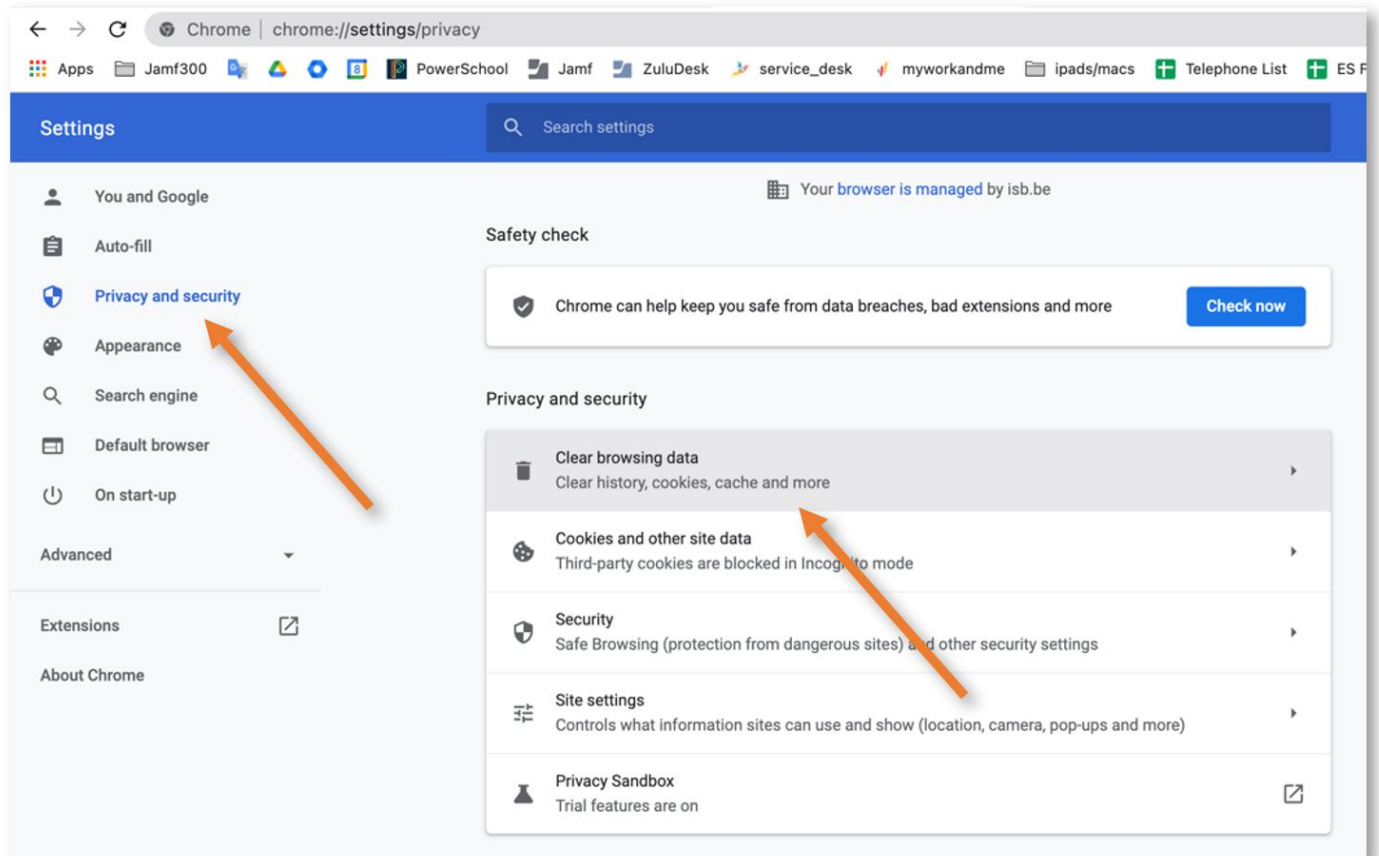 Chrome | chrome://settings/privacy
Apps Jamf300 8 PowerSchool Jamf ZuluDesk service_desk myworkandme ipads/macs Telephone List ES
Settings
Search settings
You and Google
Auto-fill
Privacy and security
Appearance
Search engine
Default browser
On start-up
Advanced
Extensions
About Chrome
Your browser is managed by isb.be
Safety check
Chrome can help keep you safe from data breaches, bad extensions and more
Check now
Privacy and security
Clear browsing data
Clear history, cookies, cache and more
Cookies and other site data
Third-party cookies are blocked in Incognito mode
Security
Safe Browsing (protection from dangerous sites) and other security settings
Site settings
Controls what information sites can use and show (location, camera, pop-ups and more)
Privacy Sandbox
Trial features are on